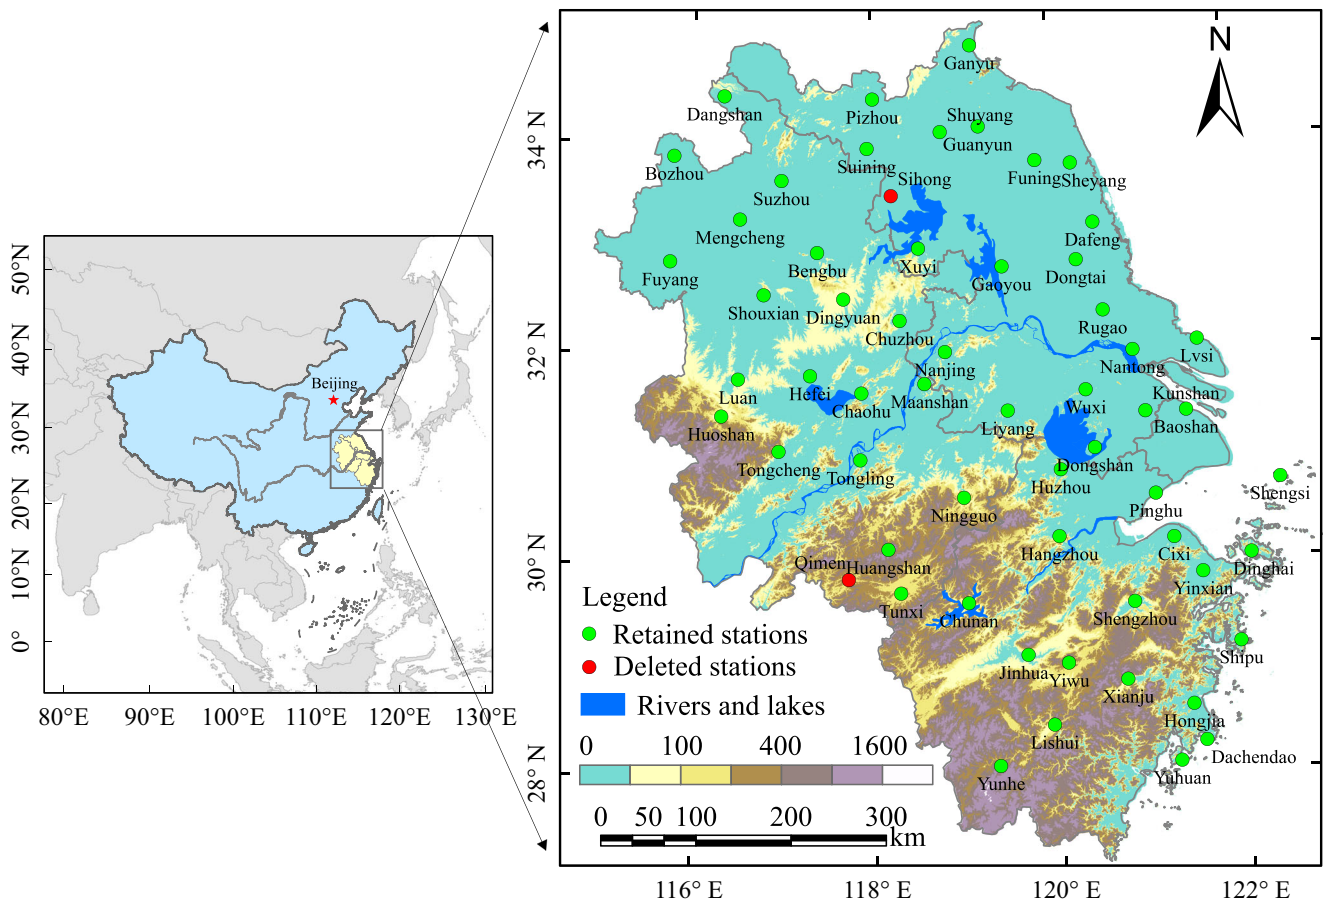 50°N
40°N
30°N
20°N
10°N
0°
80°E
90°E
100°E
110°E
120°E
130°E
Beijing
34° N
32° N
30° N
28° N
116° E
118° E
120° E
122° E
N
Ganyu
Dangshan
Pizhou
Shuyang
Guanyun
Bozhou
Suining
Sihong
Funing
Sheyang
Suzhou
Mengcheng
Dafeng
Fuyang
Bengbu
Xuyi
Gaoyou
Dongtai
Shouxian
Dingyuan
Chuzhou
Rugao
Lvsi
Nantong
Nanjing
Luan
Hefei
Chaohu
Maanshan
Wuxi
Kunshan
Baoshan
Huoshan
Liyang
Tongcheng
Tongling
Dongshan
Huzhou
Shengsi
Ningguo
Pinghu
Qimen
Huangshan
Hangzhou
Cixi
Dinghai
Yinxian
Tunxi
Chunan
Shengzhou
Shipu
Jinhua
Yiwu
Xianju
Hongjia
Lishui
Dachendao
Yuhuan
Yunhe
Legend
Retained stations
Deleted stations
Rivers and lakes
0 100 400 1600
0 50 100 200 300
km